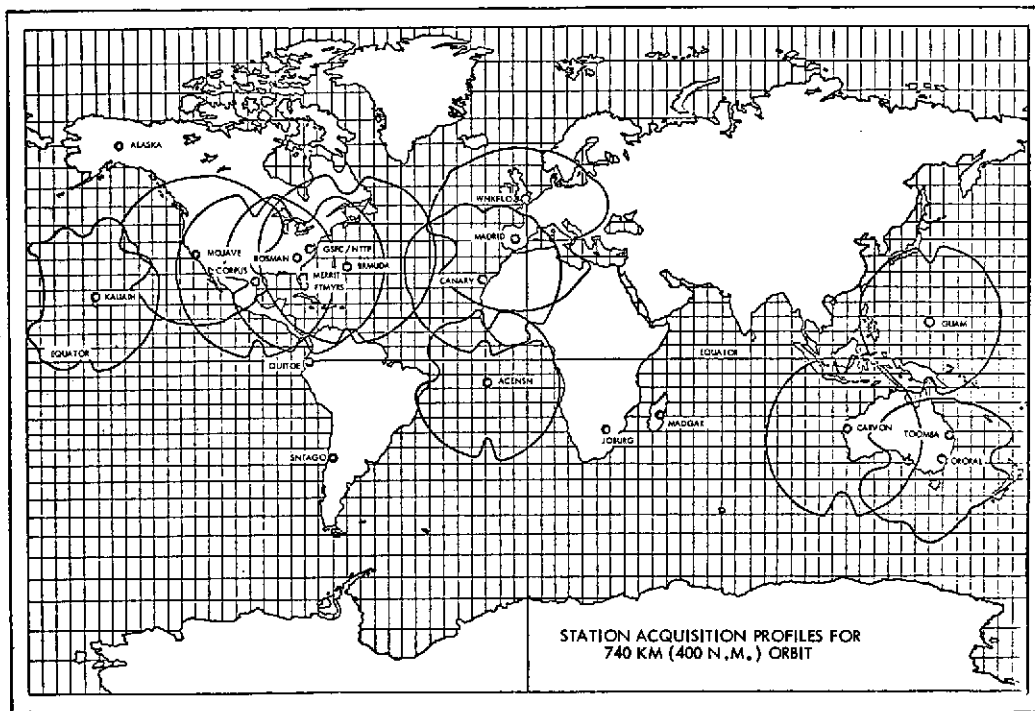 ALASKA
WNKFLD
MOJAVE
ROSMAN
GSFC/NTTF
MADRID
CORPUS
MERRIT
BRMUDA
FTMYRS
CANARY
KAUAIH
GUAM
EQUATOR
EQUATOR
QUITOE
ACENSN
MADGAR
CARVON
TOOMBA
JOBURG
SNTAGO
ORORAL
STATION ACQUISITION PROFILES FOR
740 KM (400 N.M.) ORBIT